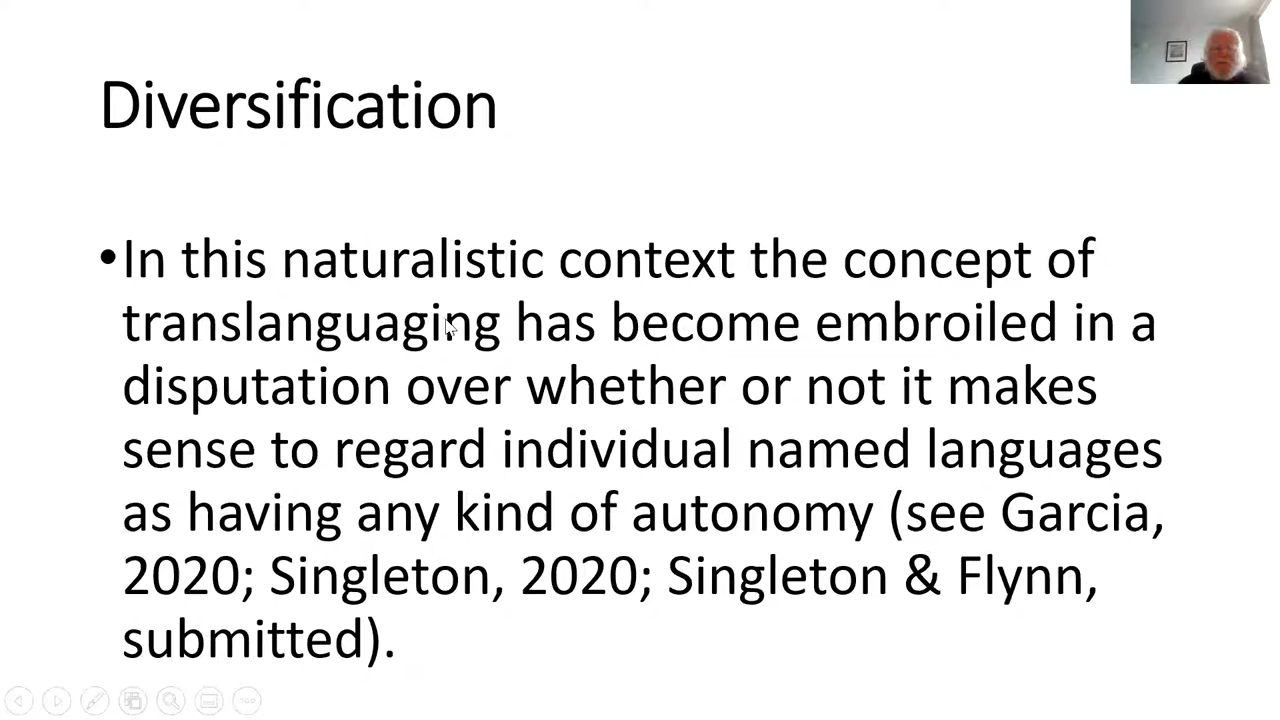 Diversification
•In this naturalistic context the concept of
translanguaging has become embroiled in a
disputation over whether or not it makes
sense to regard individual named languages
as having any kind of autonomy (see Garcia,
2020; Singleton, 2020; Singleton & Flynn,
submitted).